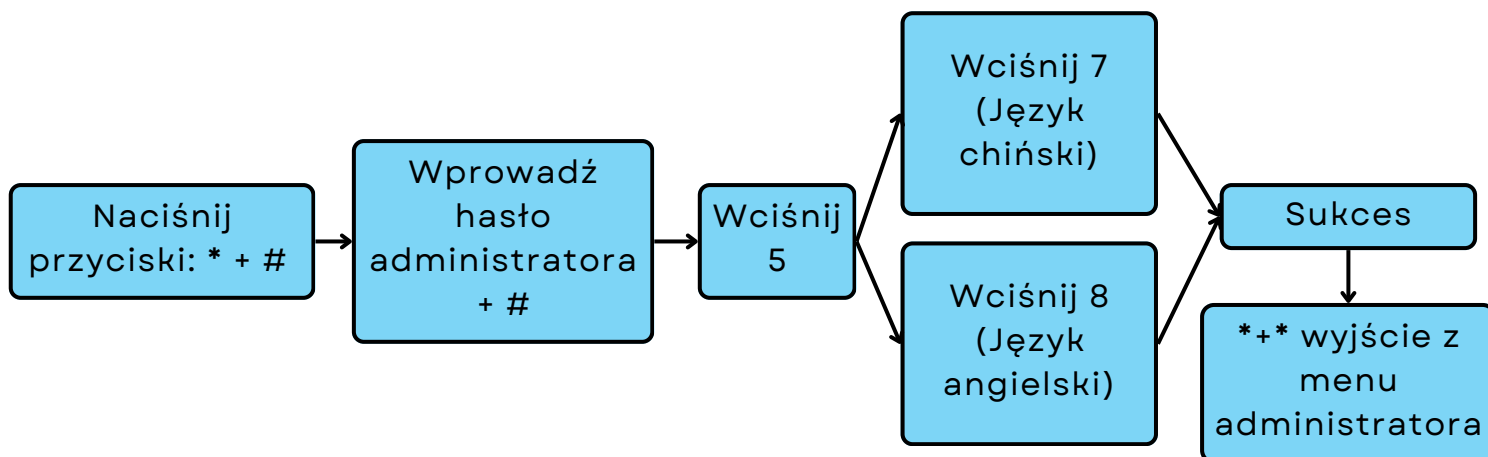 Naciśnij
przyciski: * + #
Wprowadź
hasło
administratora
+ #
Wciśnij
5
Wciśnij 7
(Język
chiński)
Wciśnij 8
(Język
angielski)
Sukces
*+* wyjście z
menu
administratora